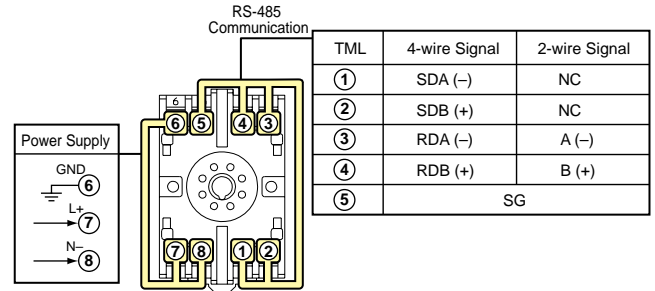 RS-485
Communication
TML 4-wire Signal 2-wire Signal
① SDA (–) NC
② SDB (+) NC
③ RDA (–) A (–)
④ RDB (+) B (+)
⑤ SG
6
⑥ ⑤ ④ ③
⑦ ⑧ ① ②
Power Supply
GND
⑥
L+
⑦
N–
⑧